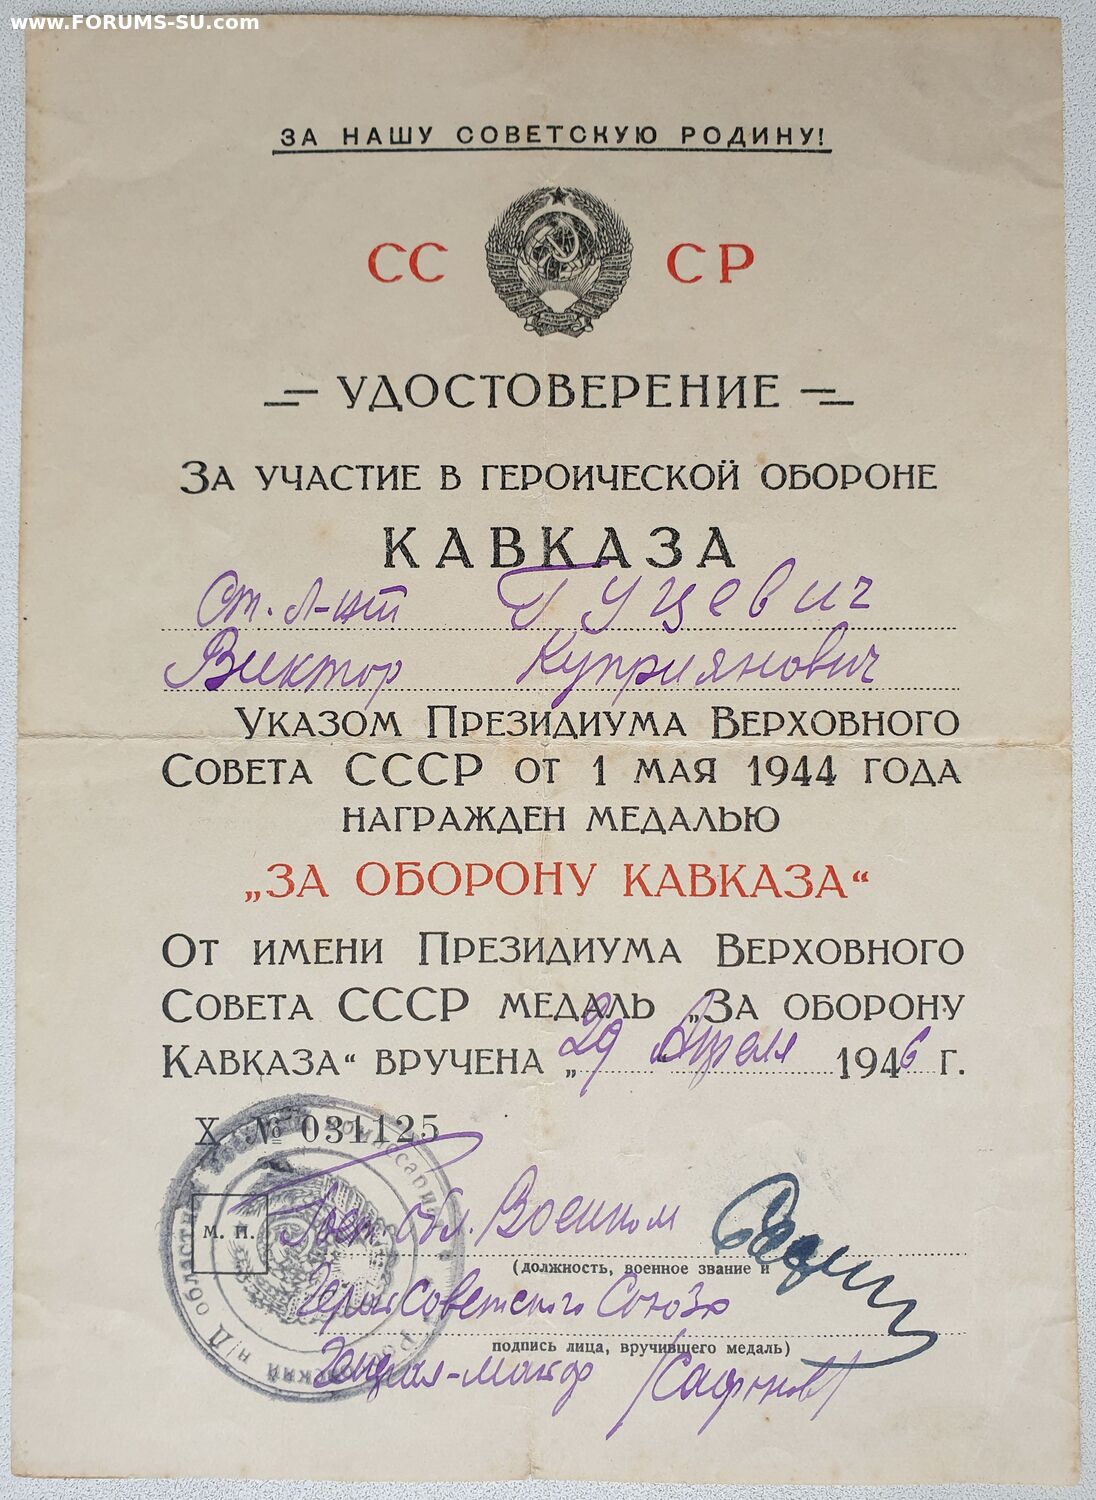 www.FORUMS-SU.com
ЗА НАШУ СОВЕТСКУЮ РОДИНУ!
СС СР
УДОСТОВЕРЕНИЕ
ЗА УЧАСТИЕ В ГЕРОИЧЕСКОЙ ОБОРОНЕ
КАВКАЗА
Ст. л-нт Гуцевич
Виктор Куприянович
УКАЗОМ ПРЕЗИДИУМА ВЕРХОВНОГО
СОВЕТА СССР ОТ 1 МАЯ 1944 ГОДА
НАГРАЖДЕН МЕДАЛЬЮ
„ЗА ОБОРОНУ КАВКАЗА“
ОТ ИМЕНИ ПРЕЗИДИУМА ВЕРХОВНОГО
СОВЕТА СССР МЕДАЛЬ „ЗА ОБОРОНУ
КАВКАЗА“ ВРУЧЕНА „29 Апреля 1946 Г.
Х № 031125
М. П.
Обл. Военком
(должность, военное звание и
Герой Советского Союза
подпись лица, вручившего медаль)
Генерал-майор /Сафонов/